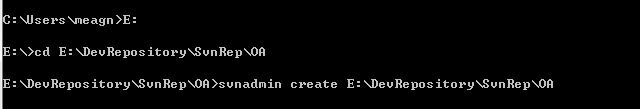 C:\Users\meagn>E:
E:\>cd E:\DevRepository\SvnRep\OA
E:\DevRepository\SvnRep\OA>svnadmin create E:\DevRepository\SvnRep\OA